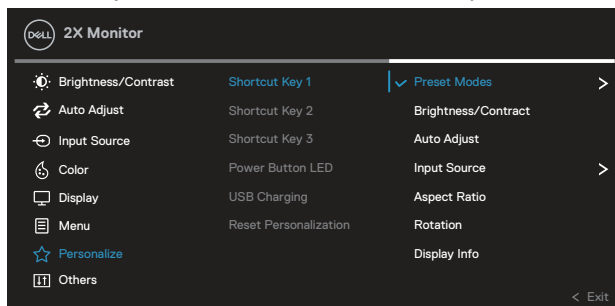 DELL 2X Monitor
Brightness/Contrast Shortcut Key 1 Preset Modes >
Auto Adjust Shortcut Key 2 Brightness/Contract
Input Source Shortcut Key 3 Auto Adjust
Color Power Button LED Input Source >
Display USB Charging Aspect Ratio
Menu Reset Personalization Rotation
Personalize Display Info
Others
< Exit